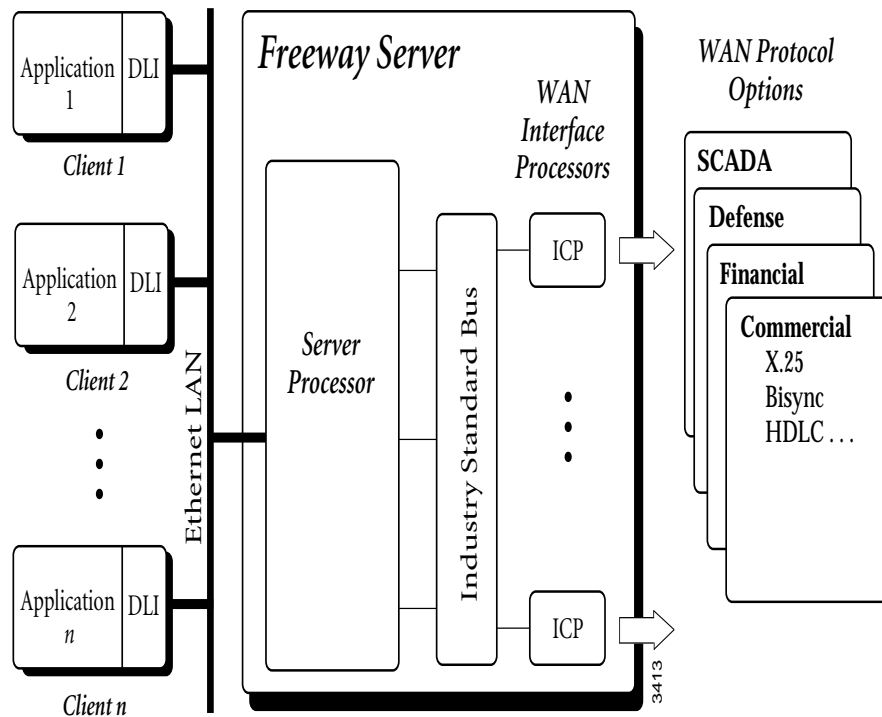 Application
1
DLI
Client 1
Application
2
DLI
Client 2
Application
n
DLI
Client n
Ethernet LAN
Freeway Server
Server
Processor
Industry Standard Bus
WAN
Interface
Processors
ICP
ICP
3413
WAN Protocol
Options
SCADA
Defense
Financial
Commercial
X.25
Bisync
HDLC . . .